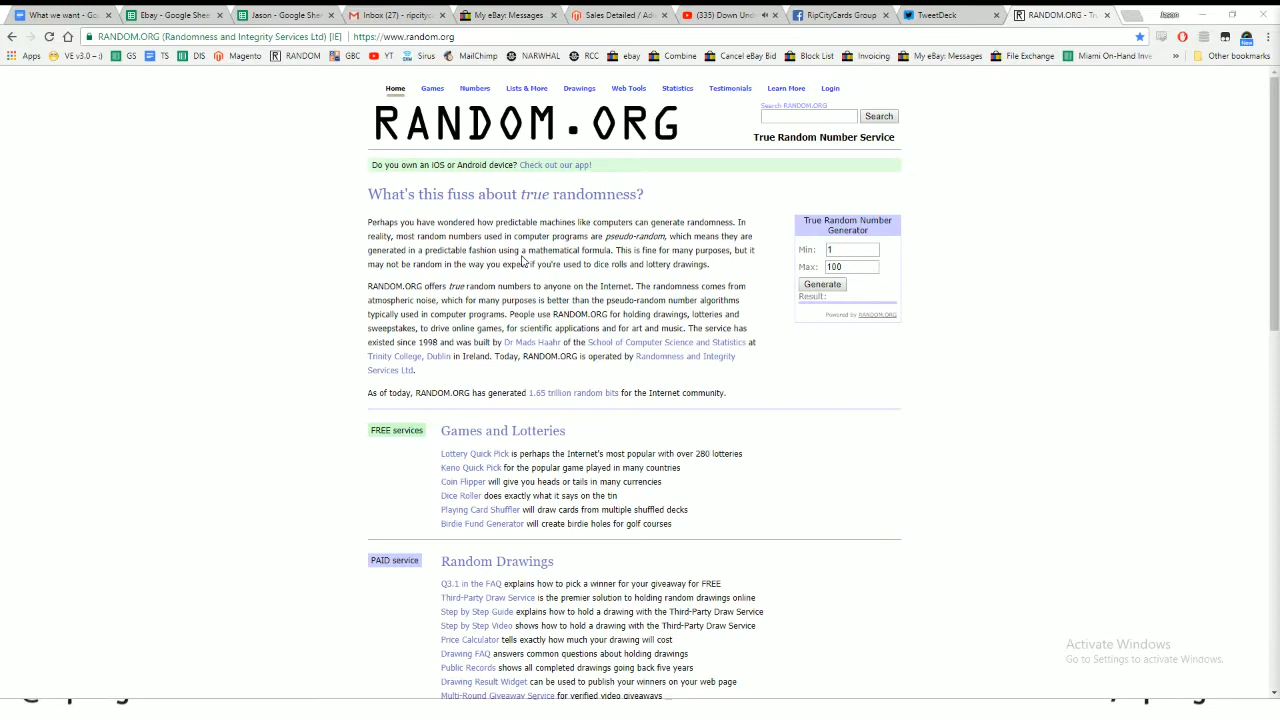 What we want - Go
Ebay - Google Shee
Jason - Google She
Inbox (27) - ripcity
My eBay: Messages
Sales Detailed / Ad
(335) Down Und
RipCityCards Group
TweetDeck
RANDOM.ORG - Tr
Jason
RANDOM.ORG (Randomness and Integrity Services Ltd) [IE] https://www.random.org
Apps VE v3.0 GS TS DIS Magento RANDOM GBC YT Sirus MailChimp NARWHAL RCC ebay Combine Cancel eBay Bid Block List Invoicing My eBay: Messages File Exchange Miami On-Hand Inve » Other bookmarks
New
Home Games Numbers Lists & More Drawings Web Tools Statistics Testimonials Learn More Login
RANDOM.ORG
Search RANDOM.ORG
Search
True Random Number Service
Do you own an iOS or Android device? Check out our app!
What's this fuss about true randomness?
Perhaps you have wondered how predictable machines like computers can generate randomness. In
reality, most random numbers used in computer programs are pseudo-random, which means they are
generated in a predictable fashion using a mathematical formula. This is fine for many purposes, but it
may not be random in the way you expect if you're used to dice rolls and lottery drawings.
RANDOM.ORG offers true random numbers to anyone on the Internet. The randomness comes from
atmospheric noise, which for many purposes is better than the pseudo-random number algorithms
typically used in computer programs. People use RANDOM.ORG for holding drawings, lotteries and
sweepstakes, to drive online games, for scientific applications and for art and music. The service has
existed since 1998 and was built by Dr Mads Haahr of the School of Computer Science and Statistics at
Trinity College, Dublin in Ireland. Today, RANDOM.ORG is operated by Randomness and Integrity
Services Ltd.
As of today, RANDOM.ORG has generated 1.65 trillion random bits for the Internet community.
True Random Number
Generator
Min: 1
Max: 100
Generate
Result:
Powered by RANDOM.ORG
FREE services
Games and Lotteries
Lottery Quick Pick is perhaps the Internet's most popular with over 280 lotteries
Keno Quick Pick for the popular game played in many countries
Coin Flipper will give you heads or tails in many currencies
Dice Roller does exactly what it says on the tin
Playing Card Shuffler will draw cards from multiple shuffled decks
Birdie Fund Generator will create birdie holes for golf courses
PAID service
Random Drawings
Q3.1 in the FAQ explains how to pick a winner for your giveaway for FREE
Third-Party Draw Service is the premier solution to holding random drawings online
Step by Step Guide explains how to hold a drawing with the Third-Party Draw Service
Step by Step Video shows how to hold a drawing with the Third-Party Draw Service
Price Calculator tells exactly how much your drawing will cost
Drawing FAQ answers common questions about holding drawings
Public Records shows all completed drawings going back five years
Drawing Result Widget can be used to publish your winners on your web page
Multi-Round Giveaway Service for verified video giveaways
Activate Windows
Go to Settings to activate Windows.